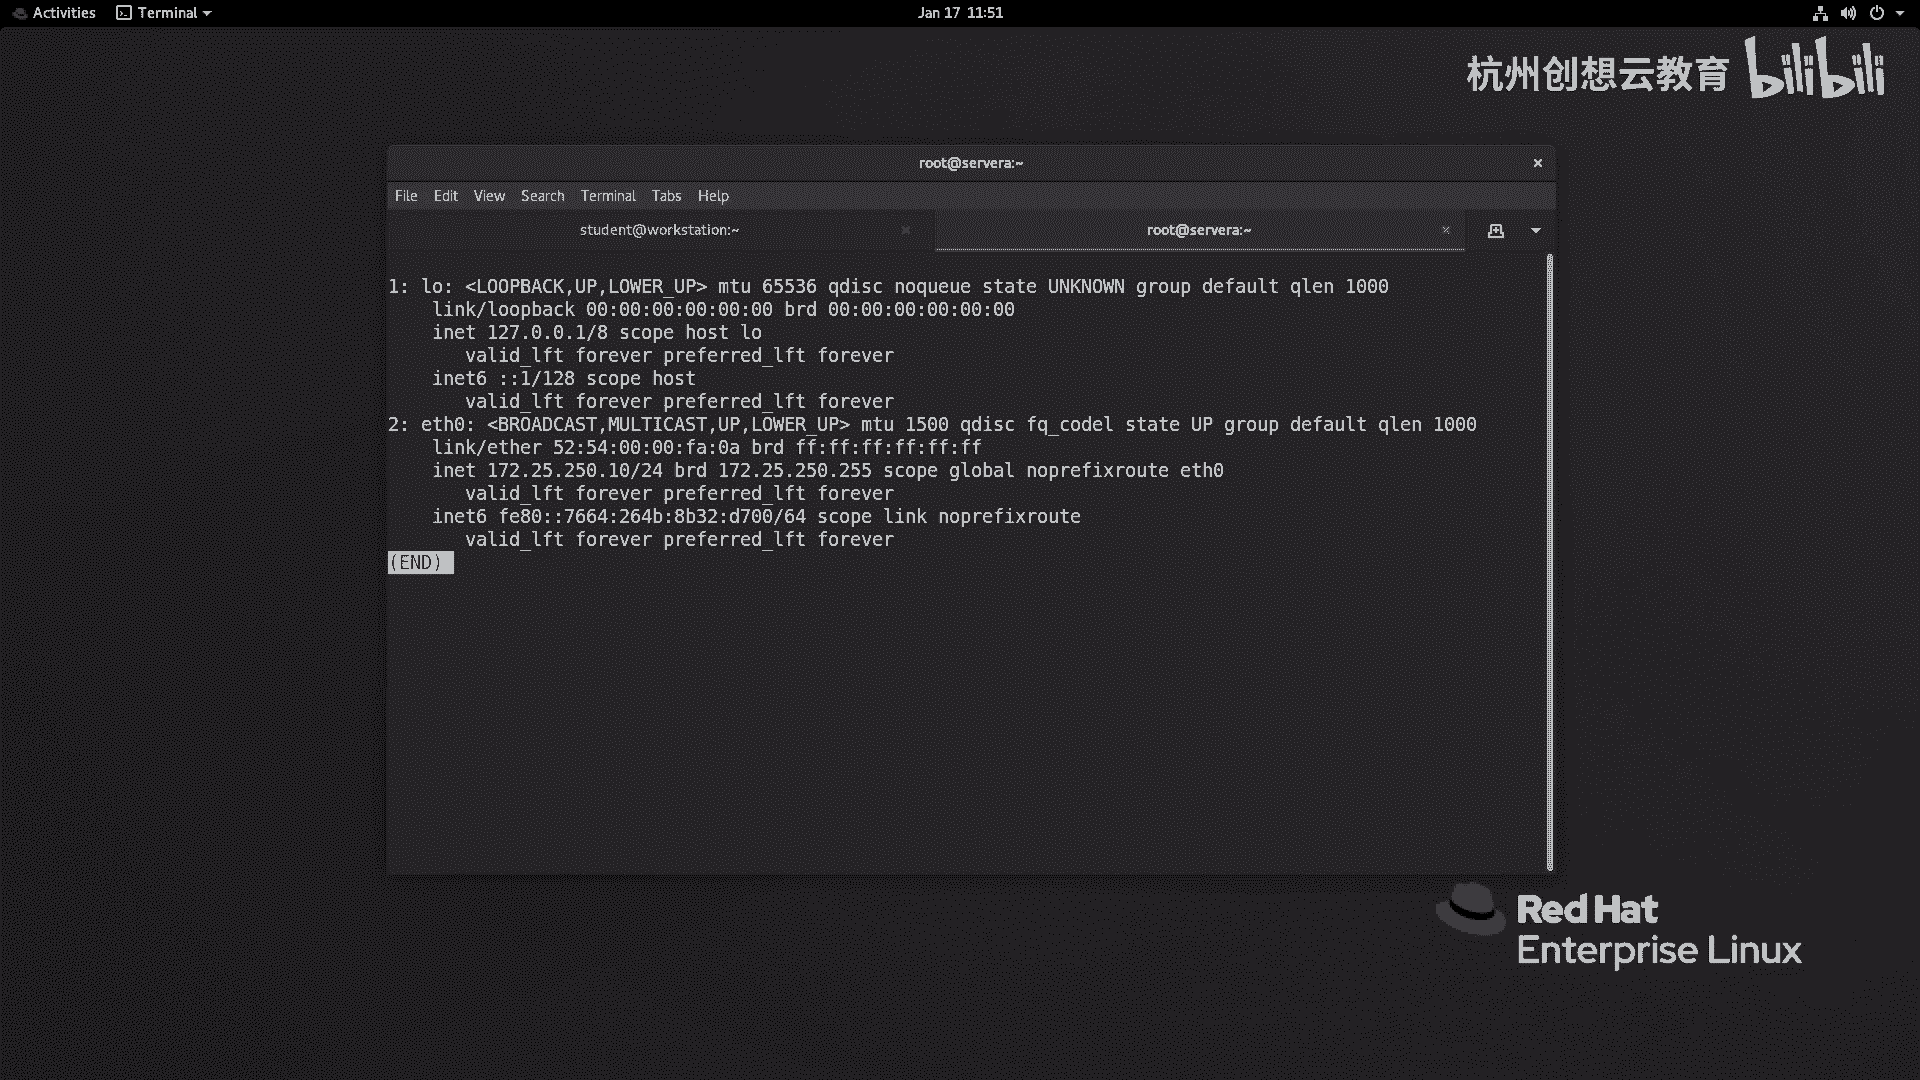 Activities
Terminal
Jan 17 11:51
杭州创想云教育 bilibili
root@servera:~
File Edit View Search Terminal Tabs Help
student@workstation:~
root@servera:~
1: lo: <LOOPBACK,UP,LOWER_UP> mtu 65536 qdisc noqueue state UNKNOWN group default qlen 1000
link/loopback 00:00:00:00:00:00 brd 00:00:00:00:00:00
inet 127.0.0.1/8 scope host lo
valid_lft forever preferred_lft forever
inet6 ::1/128 scope host
valid_lft forever preferred_lft forever
2: eth0: <BROADCAST,MULTICAST,UP,LOWER_UP> mtu 1500 qdisc fq_codel state UP group default qlen 1000
link/ether 52:54:00:00:fa:0a brd ff:ff:ff:ff:ff:ff
inet 172.25.250.10/24 brd 172.25.250.255 scope global noprefixroute eth0
valid_lft forever preferred_lft forever
inet6 fe80::7664:264b:8b32:d700/64 scope link noprefixroute
valid_lft forever preferred_lft forever
(END)
Red Hat
Enterprise Linux